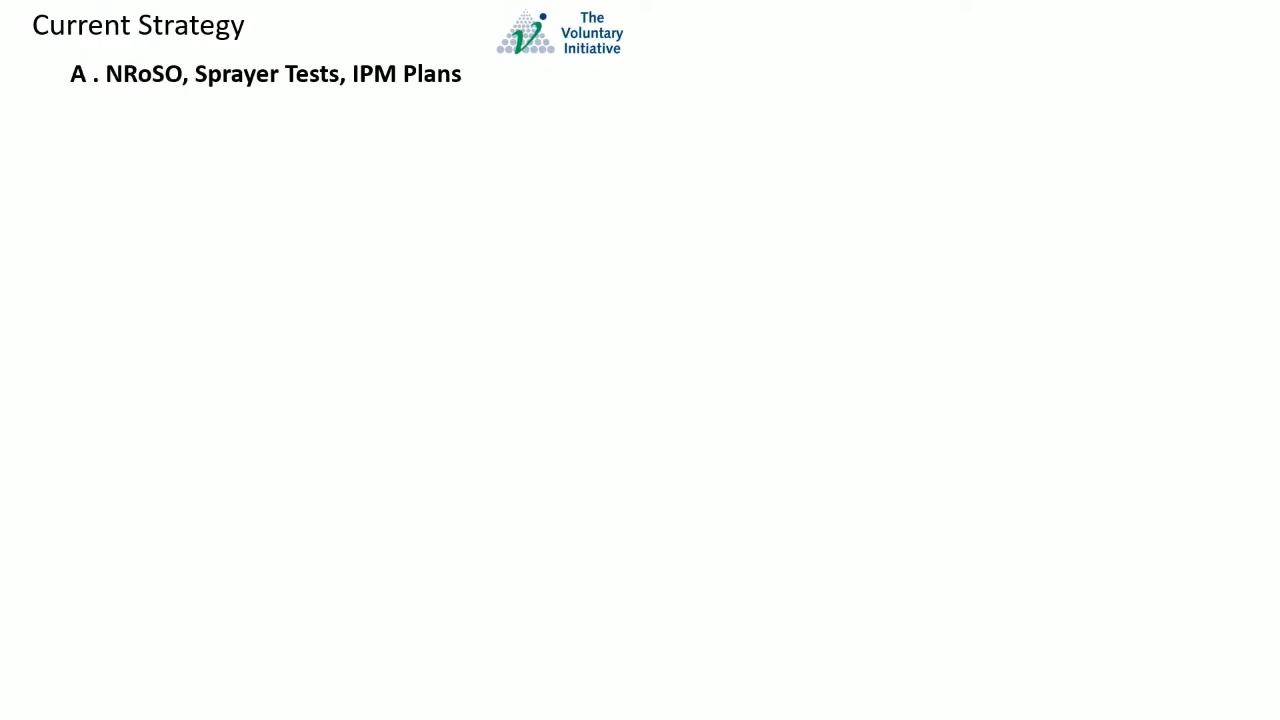 Current Strategy
The
Voluntary
Initiative
A . NRoSO, Sprayer Tests, IPM Plans